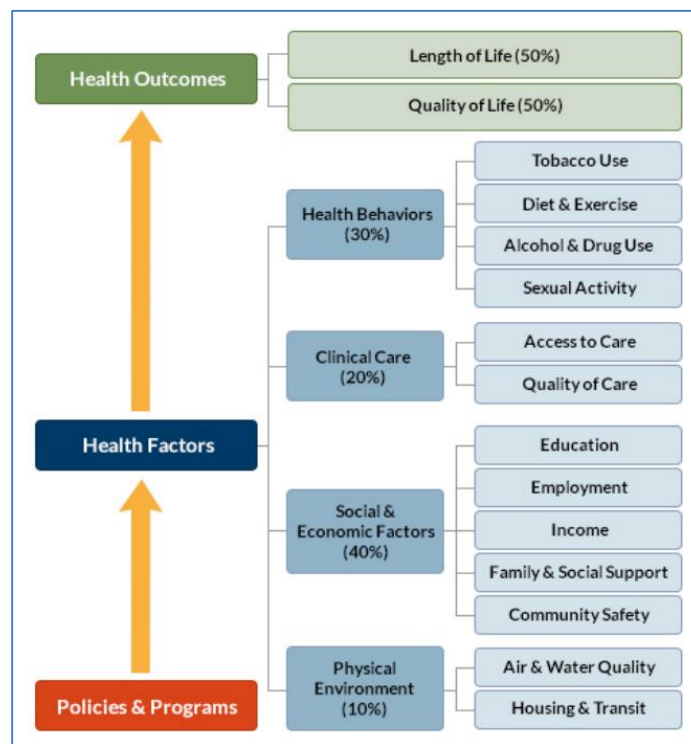 Health Outcomes
Length of Life (50%)
Quality of Life (50%)
Health Factors
Health Behaviors
(30%)
Tobacco Use
Diet & Exercise
Alcohol & Drug Use
Sexual Activity
Clinical Care
(20%)
Access to Care
Quality of Care
Social &
Economic Factors
(40%)
Education
Employment
Income
Family & Social Support
Community Safety
Physical
Environment
(10%)
Air & Water Quality
Housing & Transit
Policies & Programs